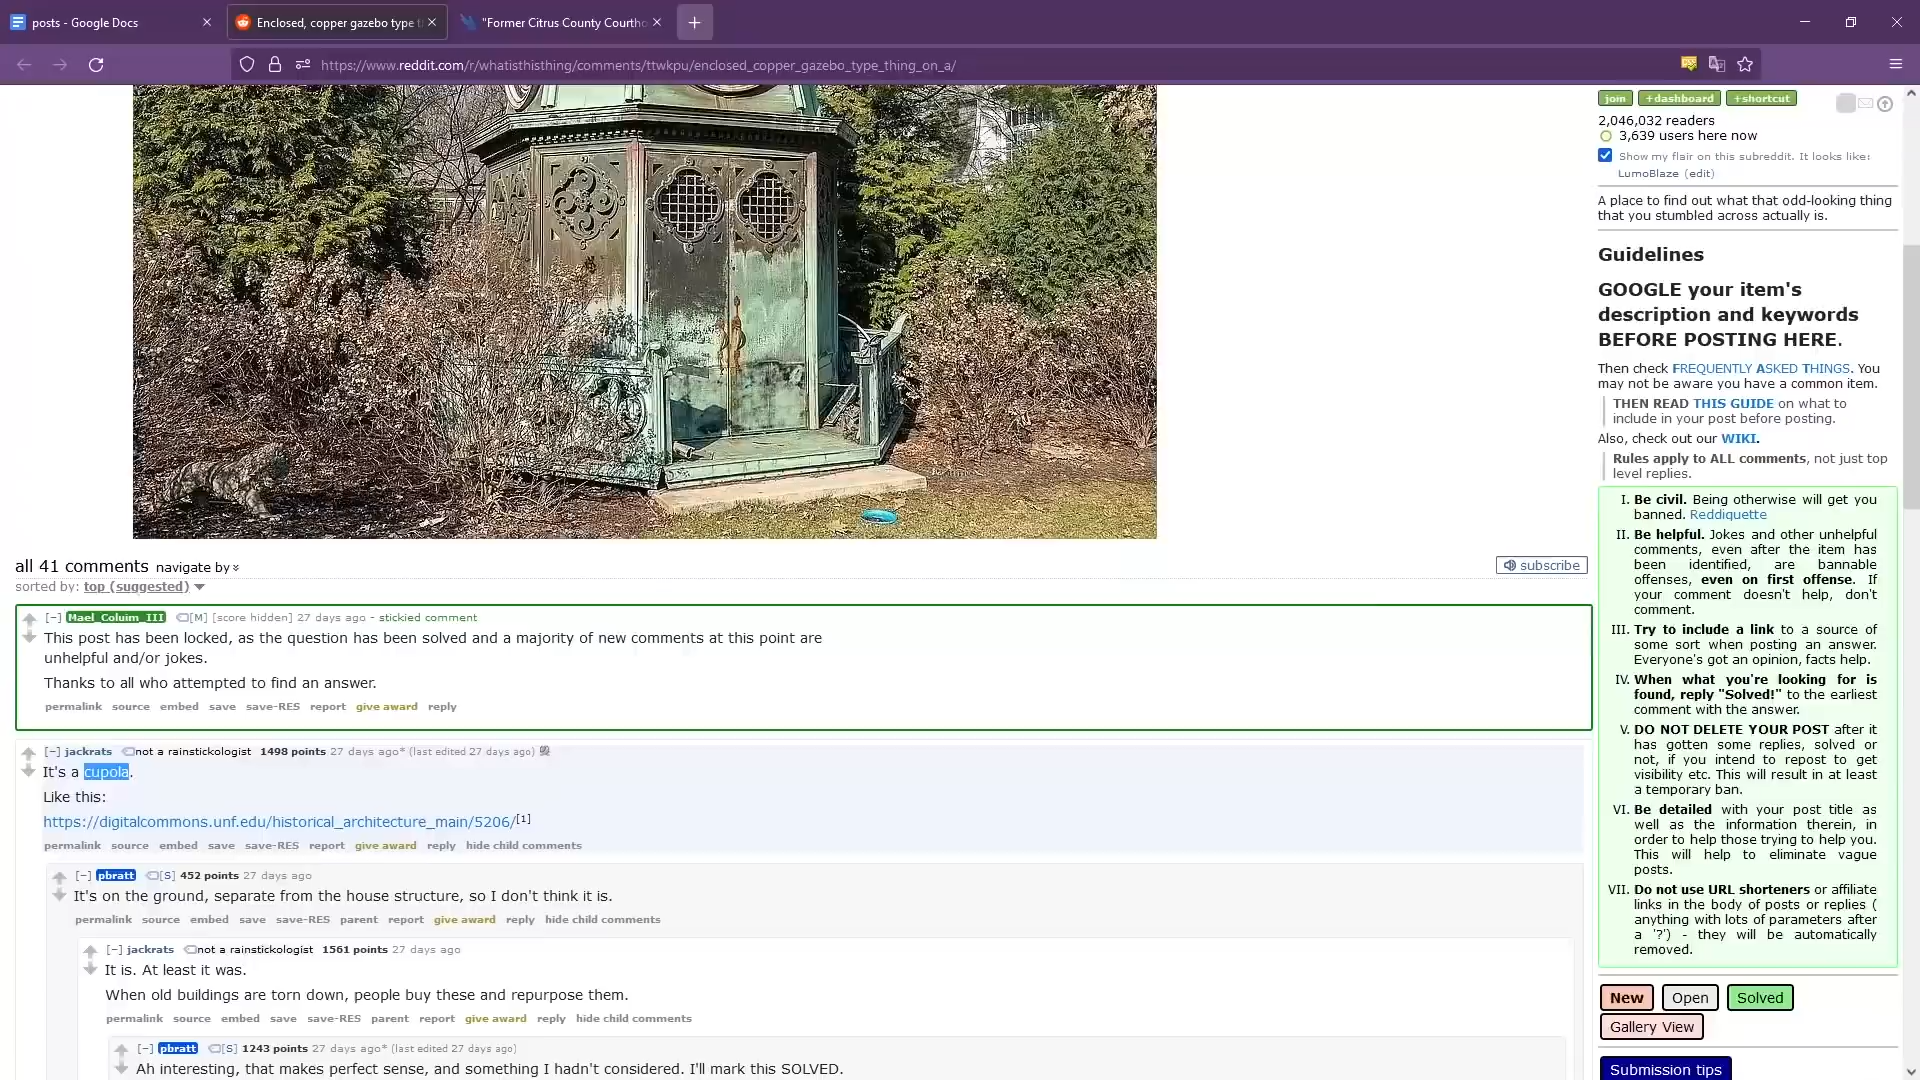 posts - Google Docs
Enclosed, copper gazebo type t
"Former Citrus County Courtho
https://www.reddit.com/r/whatisthisthing/comments/ttwkpu/enclosed_copper_gazebo_type_thing_on_a/
join +dashboard +shortcut
2,046,032 readers
3,639 users here now
Show my flair on this subreddit. It looks like:
LumoBlaze (edit)
A place to find out what that odd-looking thing
that you stumbled across actually is.
Guidelines
GOOGLE your item's
description and keywords
BEFORE POSTING HERE.
Then check FREQUENTLY ASKED THINGS. You
may not be aware you have a common item.
THEN READ THIS GUIDE on what to
include in your post before posting.
Also, check out our WIKI.
Rules apply to ALL comments, not just top
level replies.
I. Be civil. Being otherwise will get you
banned. Reddiquette
II. Be helpful. Jokes and other unhelpful
comments, even after the item has
been identified, are bannable
offenses, even on first offense. If
your comment doesn't help, don't
comment.
III. Try to include a link to a source of
some sort when posting an answer.
Everyone's got an opinion, facts help.
IV. When what you're looking for is
found, reply "Solved!" to the earliest
comment with the answer.
V. DO NOT DELETE YOUR POST after it
has gotten some replies, solved or
not, if you intend to repost to get
visibility etc. This will result in at least
a temporary ban.
VI. Be detailed with your post title as
well as the information therein, in
order to help those trying to help you.
This will help to eliminate vague
posts.
VII. Do not use URL shorteners or affiliate
links in the body of posts or replies (
anything with lots of parameters after
a '?') - they will be automatically
removed.
New Open Solved
Gallery View
Submission tips
all 41 comments navigate by
subscribe
sorted by: top (suggested)
[−] Mael_Coluim_III [M] [score hidden] 27 days ago - stickied comment
This post has been locked, as the question has been solved and a majority of new comments at this point are
unhelpful and/or jokes.
Thanks to all who attempted to find an answer.
permalink source embed save save-RES report give award reply
[−] jackrats not a rainstickologist 1498 points 27 days ago* (last edited 27 days ago)
It's a cupola.
Like this:
https://digitalcommons.unf.edu/historical_architecture_main/5206/[1]
permalink source embed save save-RES report give award reply hide child comments
[−] pbratt [S] 452 points 27 days ago
It's on the ground, separate from the house structure, so I don't think it is.
permalink source embed save save-RES parent report give award reply hide child comments
[−] jackrats not a rainstickologist 1561 points 27 days ago
It is. At least it was.
When old buildings are torn down, people buy these and repurpose them.
permalink source embed save save-RES parent report give award reply hide child comments
[−] pbratt [S] 1243 points 27 days ago* (last edited 27 days ago)
Ah interesting, that makes perfect sense, and something I hadn't considered. I'll mark this SOLVED.